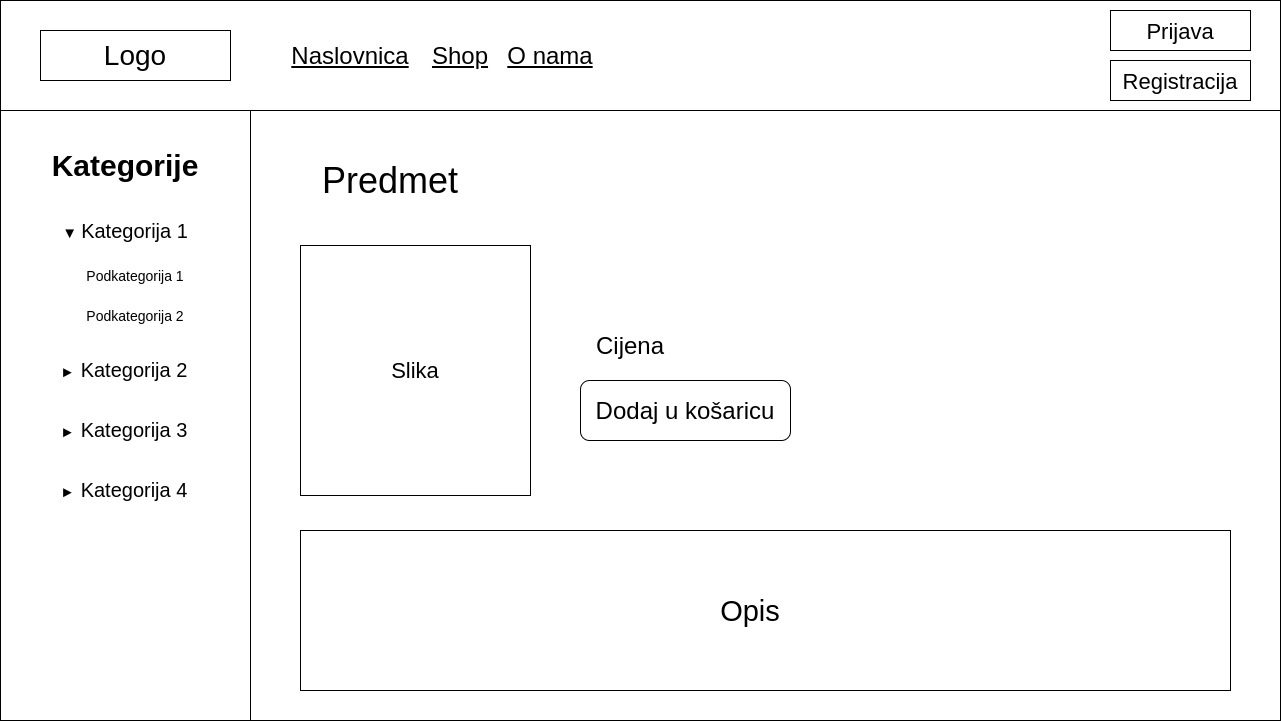 Logo
Naslovnica Shop O nama
Prijava
Registracija
Kategorije
▼ Kategorija 1
Podkategorija 1
Podkategorija 2
► Kategorija 2
► Kategorija 3
► Kategorija 4
Predmet
Slika
Cijena
Dodaj u košaricu
Opis